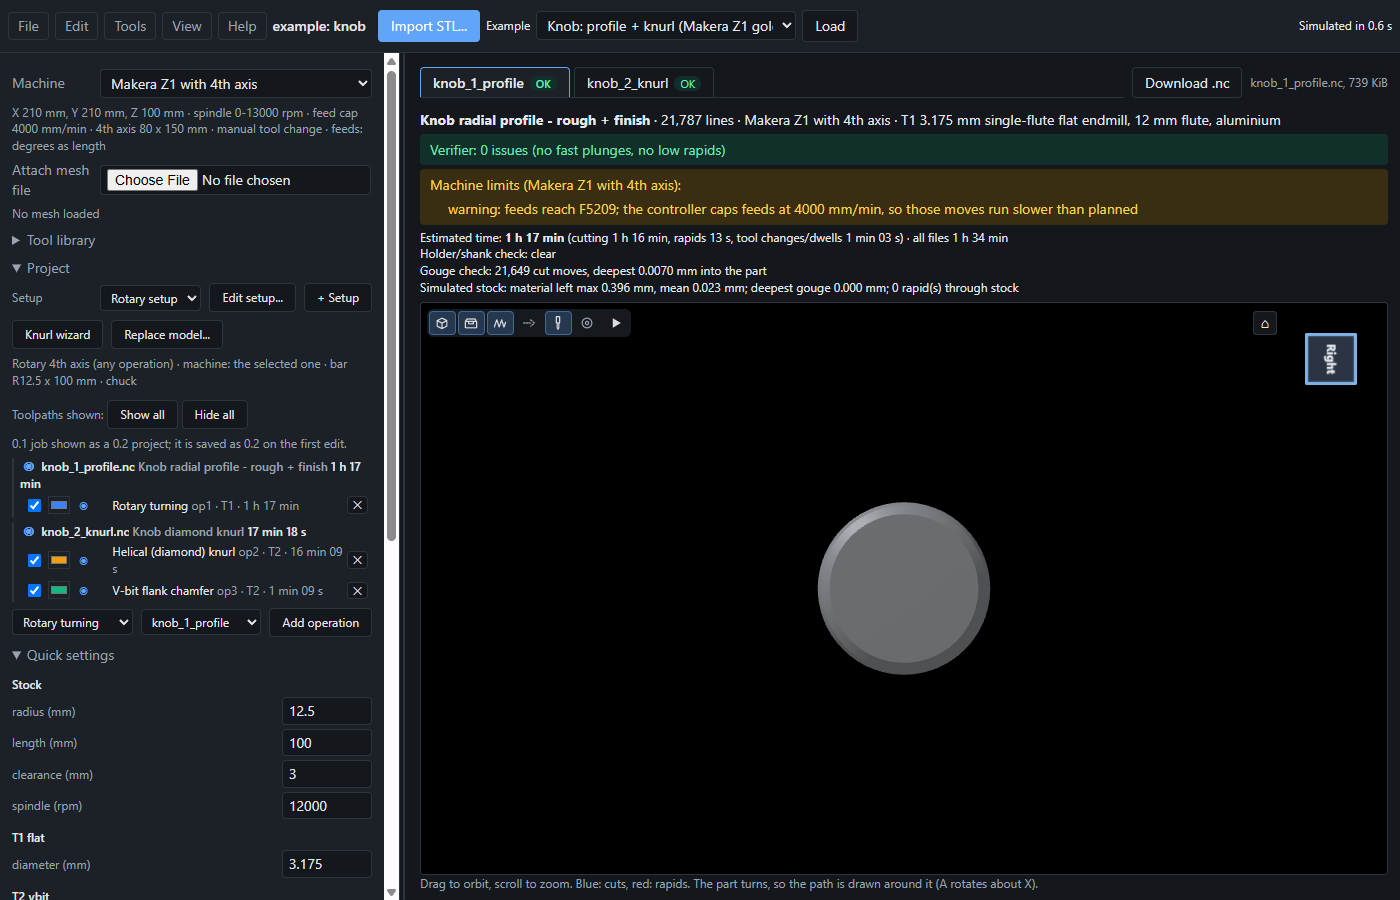 File Edit Tools View Help example: knob Import STL... Example Knob: profile + knurl (Makera Z1 gol Load Simulated in 0.6 s
Machine Makera Z1 with 4th axis
X 210 mm, Y 210 mm, Z 100 mm · spindle 0-13000 rpm · feed cap
4000 mm/min · 4th axis 80 x 150 mm · manual tool change · feeds:
degrees as length
Attach mesh file Choose File No file chosen
No mesh loaded
Tool library
Project
Setup Rotary setup Edit setup... + Setup
Knurl wizard Replace model...
Rotary 4th axis (any operation) · machine: the selected one · bar
R12.5 x 100 mm · chuck
Toolpaths shown: Show all Hide all
0.1 job shown as a 0.2 project; it is saved as 0.2 on the first edit.
knob_1_profile.nc Knob radial profile - rough + finish 1 h 17
min
Rotary turning op1 · T1 · 1 h 17 min
knob_2_knurl.nc Knob diamond knurl 17 min 18 s
Helical (diamond) knurl op2 · T2 · 16 min 09
s
V-bit flank chamfer op3 · T2 · 1 min 09 s
Rotary turning knob_1_profile Add operation
Quick settings
Stock
radius (mm) 12.5
length (mm) 100
clearance (mm) 3
spindle (rpm) 12000
T1 flat
diameter (mm) 3.175
T2 vbit
knob_1_profile OK knob_2_knurl OK Download .nc knob_1_profile.nc, 739 KiB
Knob radial profile - rough + finish · 21,787 lines · Makera Z1 with 4th axis · T1 3.175 mm single-flute flat endmill, 12 mm flute, aluminium
Verifier: 0 issues (no fast plunges, no low rapids)
Machine limits (Makera Z1 with 4th axis):
warning: feeds reach F5209; the controller caps feeds at 4000 mm/min, so those moves run slower than planned
Estimated time: 1 h 17 min (cutting 1 h 16 min, rapids 13 s, tool changes/dwells 1 min 03 s) · all files 1 h 34 min
Holder/shank check: clear
Gouge check: 21,649 cut moves, deepest 0.0070 mm into the part
Simulated stock: material left max 0.396 mm, mean 0.023 mm; deepest gouge 0.000 mm; 0 rapid(s) through stock
Right
Drag to orbit, scroll to zoom. Blue: cuts, red: rapids. The part turns, so the path is drawn around it (A rotates about X).